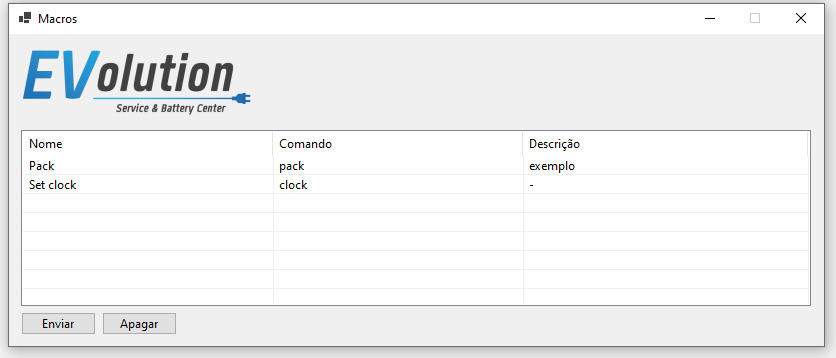 Macros
EVolution
Service & Battery Center
Nome Comando Descrição
Pack pack exemplo
Set clock clock -
Enviar Apagar